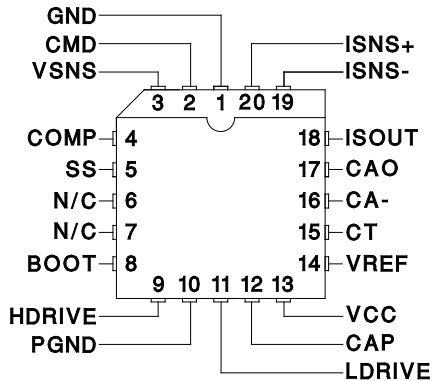 GND
CMD
VSNS
ISNS+
ISNS-
3 2 1 20 19
COMP 4
SS 5
N/C 6
N/C 7
BOOT 8
18 ISOUT
17 CAO
16 CA-
15 CT
14 VREF
9 10 11 12 13
HDRIVE
PGND
VCC
CAP
LDRIVE